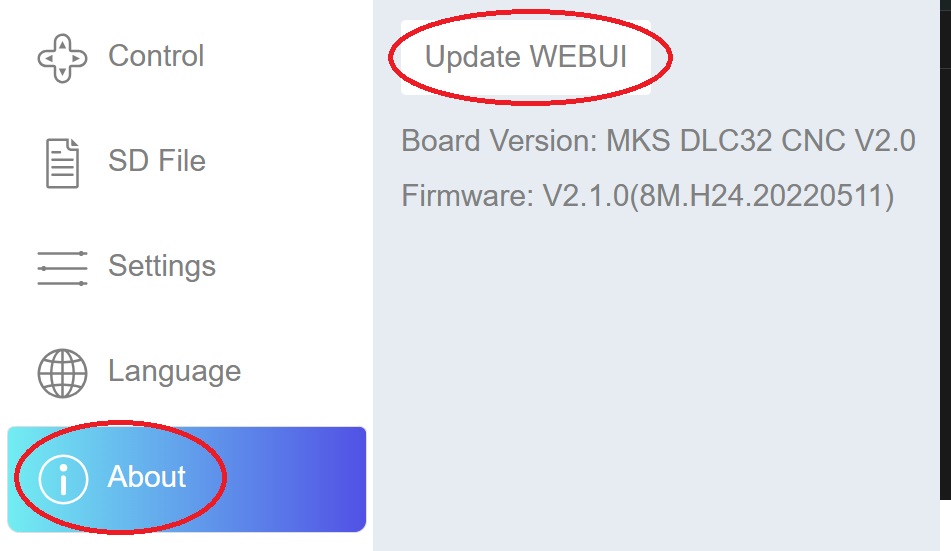 Control
SD File
Settings
Language
About
Update WEBUI
Board Version: MKS DLC32 CNC V2.0
Firmware: V2.1.0(8M.H24.20220511)